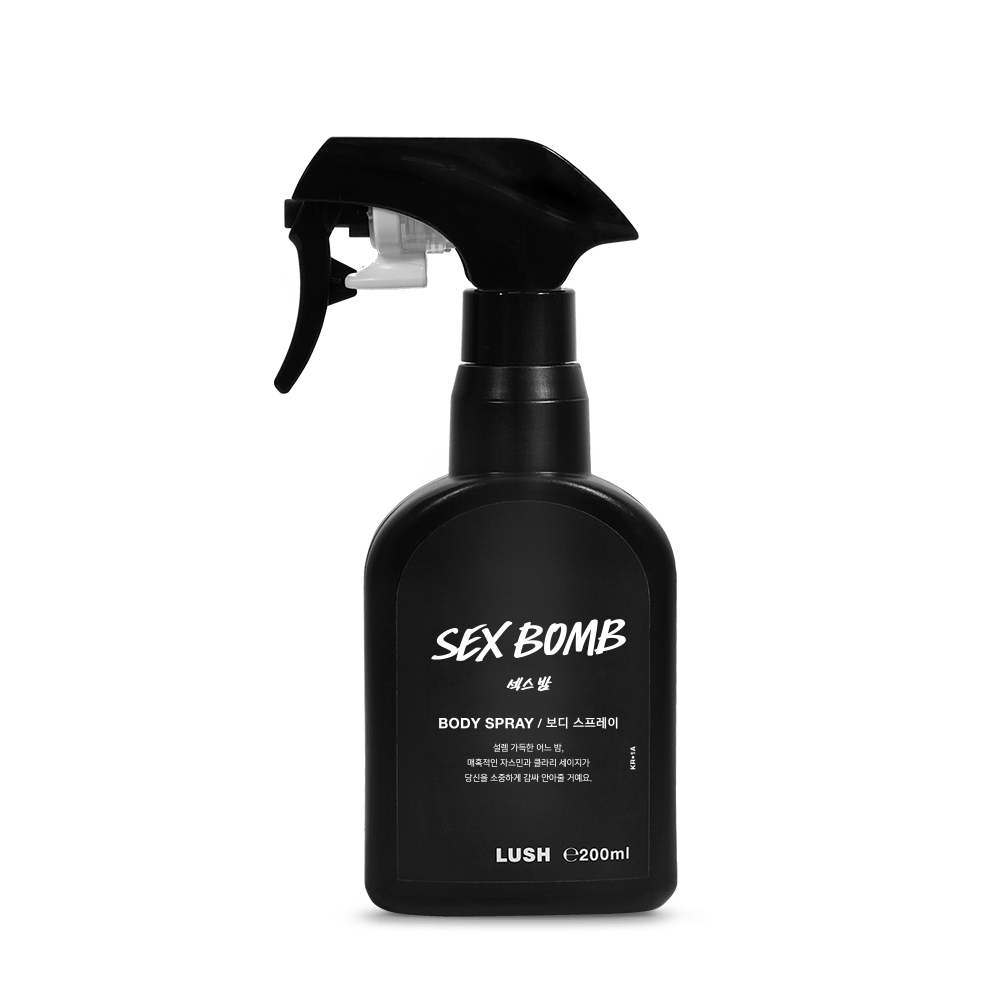 SEX BOMB
섹스 밤
BODY SPRAY / 보디 스프레이
설렘 가득한 어느 밤,
매혹적인 자스민과 클라리 세이지가
당신을 소중하게 감싸 안아줄 거예요.
KR•1A
LUSH ℮200ml